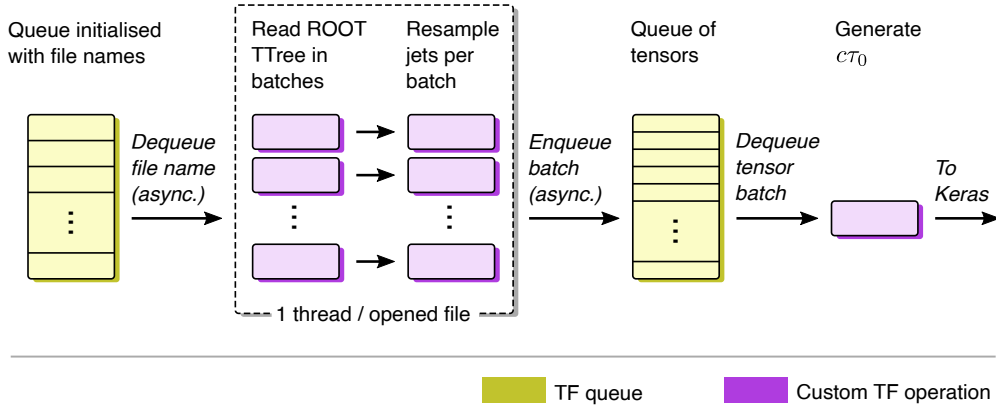 Queue initialised
with file names
Read ROOT
TTree in
batches
Resample
jets per
batch
Queue of
tensors
Generate
cτ₀
Dequeue
file name
(async.)
Enqueue
batch
(async.)
Dequeue
tensor
batch
To
Keras
1 thread / opened file
TF queue
Custom TF operation